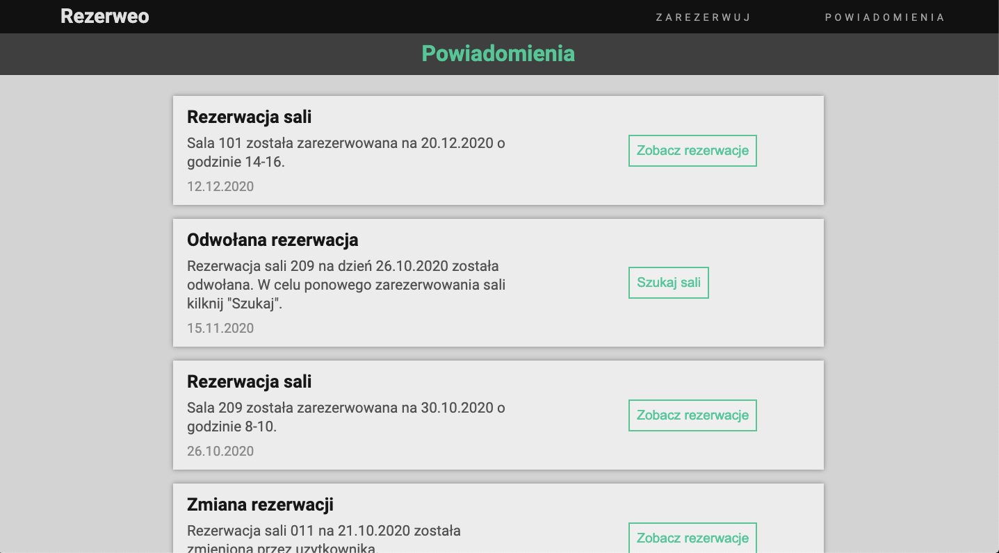 Rezerweo
ZAREZERWUJ
POWIADOMIENIA
Powiadomienia
Rezerwacja sali
Sala 101 została zarezerwowana na 20.12.2020 o
godzinie 14-16.
12.12.2020
Zobacz rezerwacje
Odwołana rezerwacja
Rezerwacja sali 209 na dzień 26.10.2020 została
odwołana. W celu ponowego zarezerwowania sali
kilknij "Szukaj".
15.11.2020
Szukaj sali
Rezerwacja sali
Sala 209 została zarezerwowana na 30.10.2020 o
godzinie 8-10.
26.10.2020
Zobacz rezerwacje
Zmiana rezerwacji
Rezerwacja sali 011 na 21.10.2020 została
zmieniona przez uzytkownika.
Zobacz rezerwacje